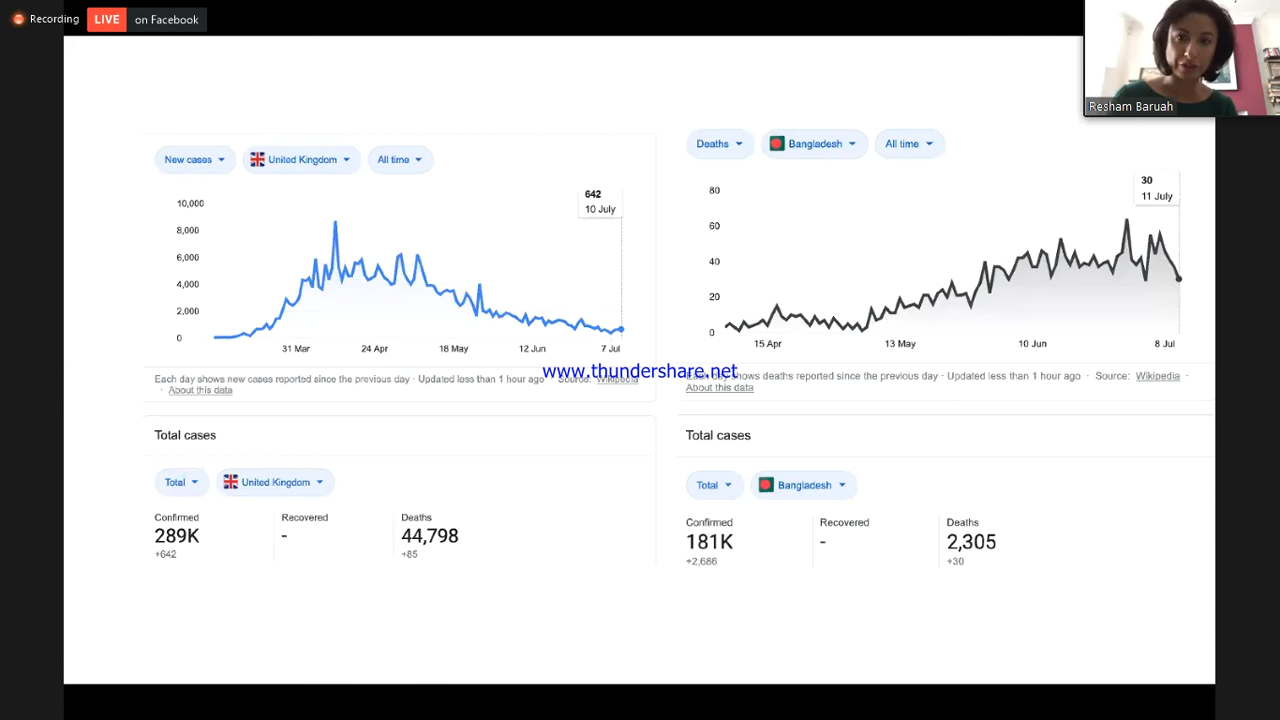 Recording
LIVE on Facebook
Resham Baruah
New cases United Kingdom All time
642
10 July
10,000
8,000
6,000
4,000
2,000
0
31 Mar 24 Apr 18 May 12 Jun 7 Jul
Each day shows new cases reported since the previous day · Updated less than 1 hour ago · Source: Wikipedia
· About this data
Total cases
Total United Kingdom
Confirmed Recovered Deaths
289K - 44,798
+642 +85
Deaths Bangladesh All time
30
11 July
80
60
40
20
0
15 Apr 13 May 10 Jun 8 Jul
www.thundershare.net
Each day shows deaths reported since the previous day · Updated less than 1 hour ago · Source: Wikipedia ·
About this data
Total cases
Total Bangladesh
Confirmed Recovered Deaths
181K - 2,305
+2,686 +30